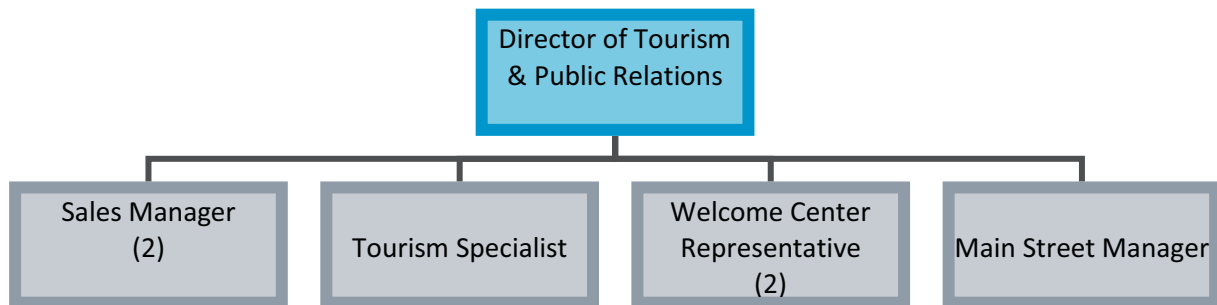 Director of Tourism
& Public Relations
Sales Manager
(2)
Tourism Specialist
Welcome Center
Representative
(2)
Main Street Manager